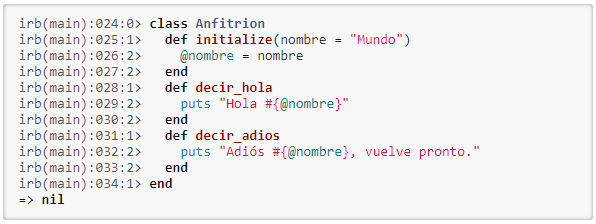 irb(main):024:0> class Anfitrion
irb(main):025:1>   def initialize(nombre = "Mundo")
irb(main):026:2>     @nombre = nombre
irb(main):027:2>   end
irb(main):028:1>   def decir_hola
irb(main):029:2>     puts "Hola #{@nombre}"
irb(main):030:2>   end
irb(main):031:1>   def decir_adios
irb(main):032:2>     puts "Adiós #{@nombre}, vuelve pronto."
irb(main):033:2>   end
irb(main):034:1> end
=> nil